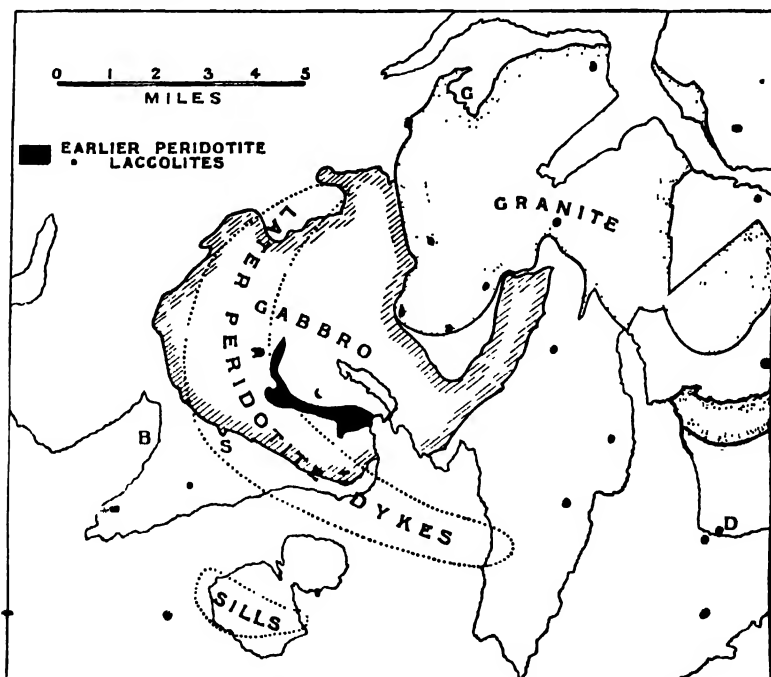 0 1 2 3 4 5
MILES
EARLIER PERIDOTITE
LACCOLITES
G
GRANITE
LATER PERIDOTITE DYKES
GABBRO
B
S
D
SILLS